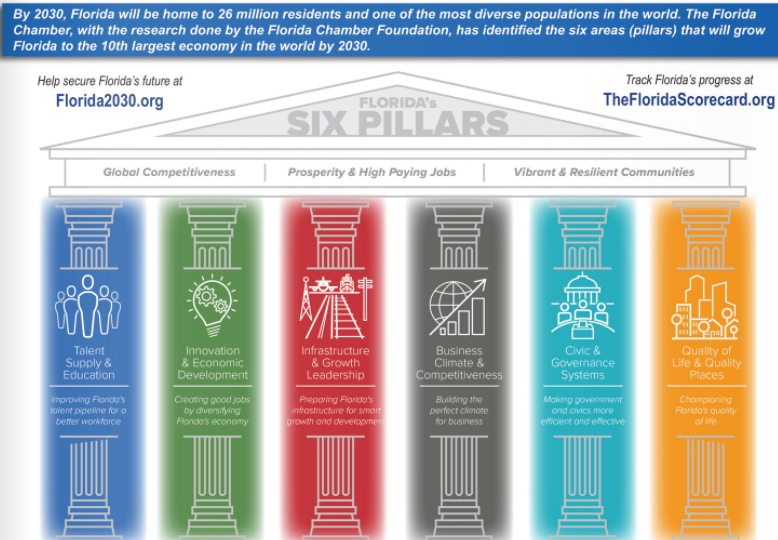 By 2030, Florida will be home to 26 million residents and one of the most diverse populations in the world. The Florida
Chamber, with the research done by the Florida Chamber Foundation, has identified the six areas (pillars) that will grow
Florida to the 10th largest economy in the world by 2030.
Help secure Florida's future at
Florida2030.org
Track Florida's progress at
TheFloridaScorecard.org
FLORIDA's
SIX PILLARS
Global Competitiveness
Prosperity & High Paying Jobs
Vibrant & Resilient Communities
Talent
Supply &
Education
Improving Florida's
talent pipeline for a
better workforce
Innovation
& Economic
Development
Creating good jobs
by diversifying
Florida's economy
Infrastructure
& Growth
Leadership
Preparing Florida's
infrastructure for smart
growth and development
Business
Climate &
Competitiveness
Building the
perfect climate
for business
Civic &
Governance
Systems
Making government
and civics more
efficient and effective
Quality of
Life & Quality
Places
Championing
Florida's quality
of life